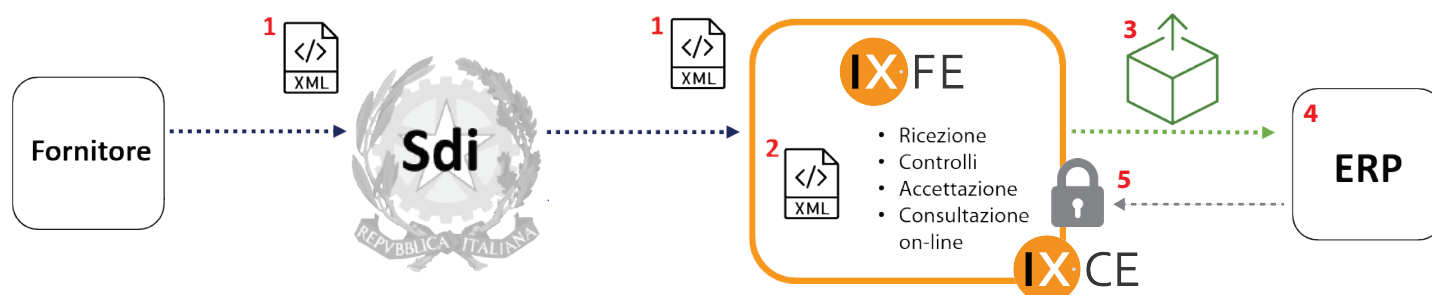 1
</>
XML
Fornitore
Sdi
REPVBBLICA ITALIANA
1
</>
XML
IX·FE
2
</>
XML
• Ricezione
• Controlli
• Accettazione
• Consultazione
on-line
IX·CE
3
4
ERP
5